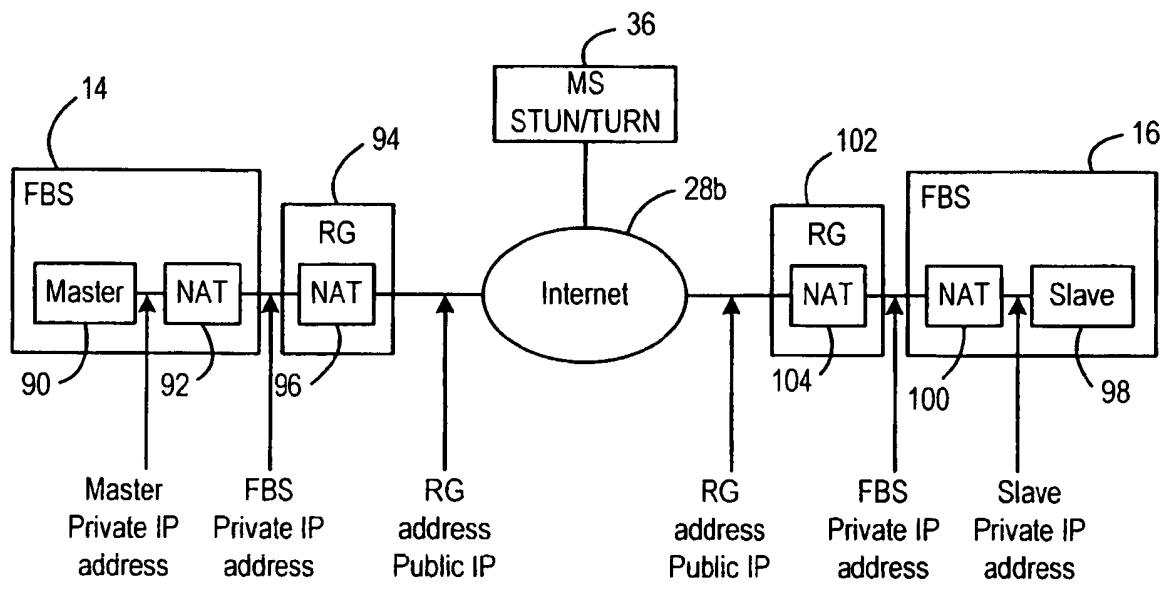 36
MS
STUN/TURN
14
94
102
16
28b
FBS
RG
RG
FBS
Master
NAT
NAT
Internet
NAT
NAT
Slave
90
92
96
104
100
98
Master
Private IP
address
FBS
Private IP
address
RG
address
Public IP
RG
address
Public IP
FBS
Private IP
address
Slave
Private IP
address